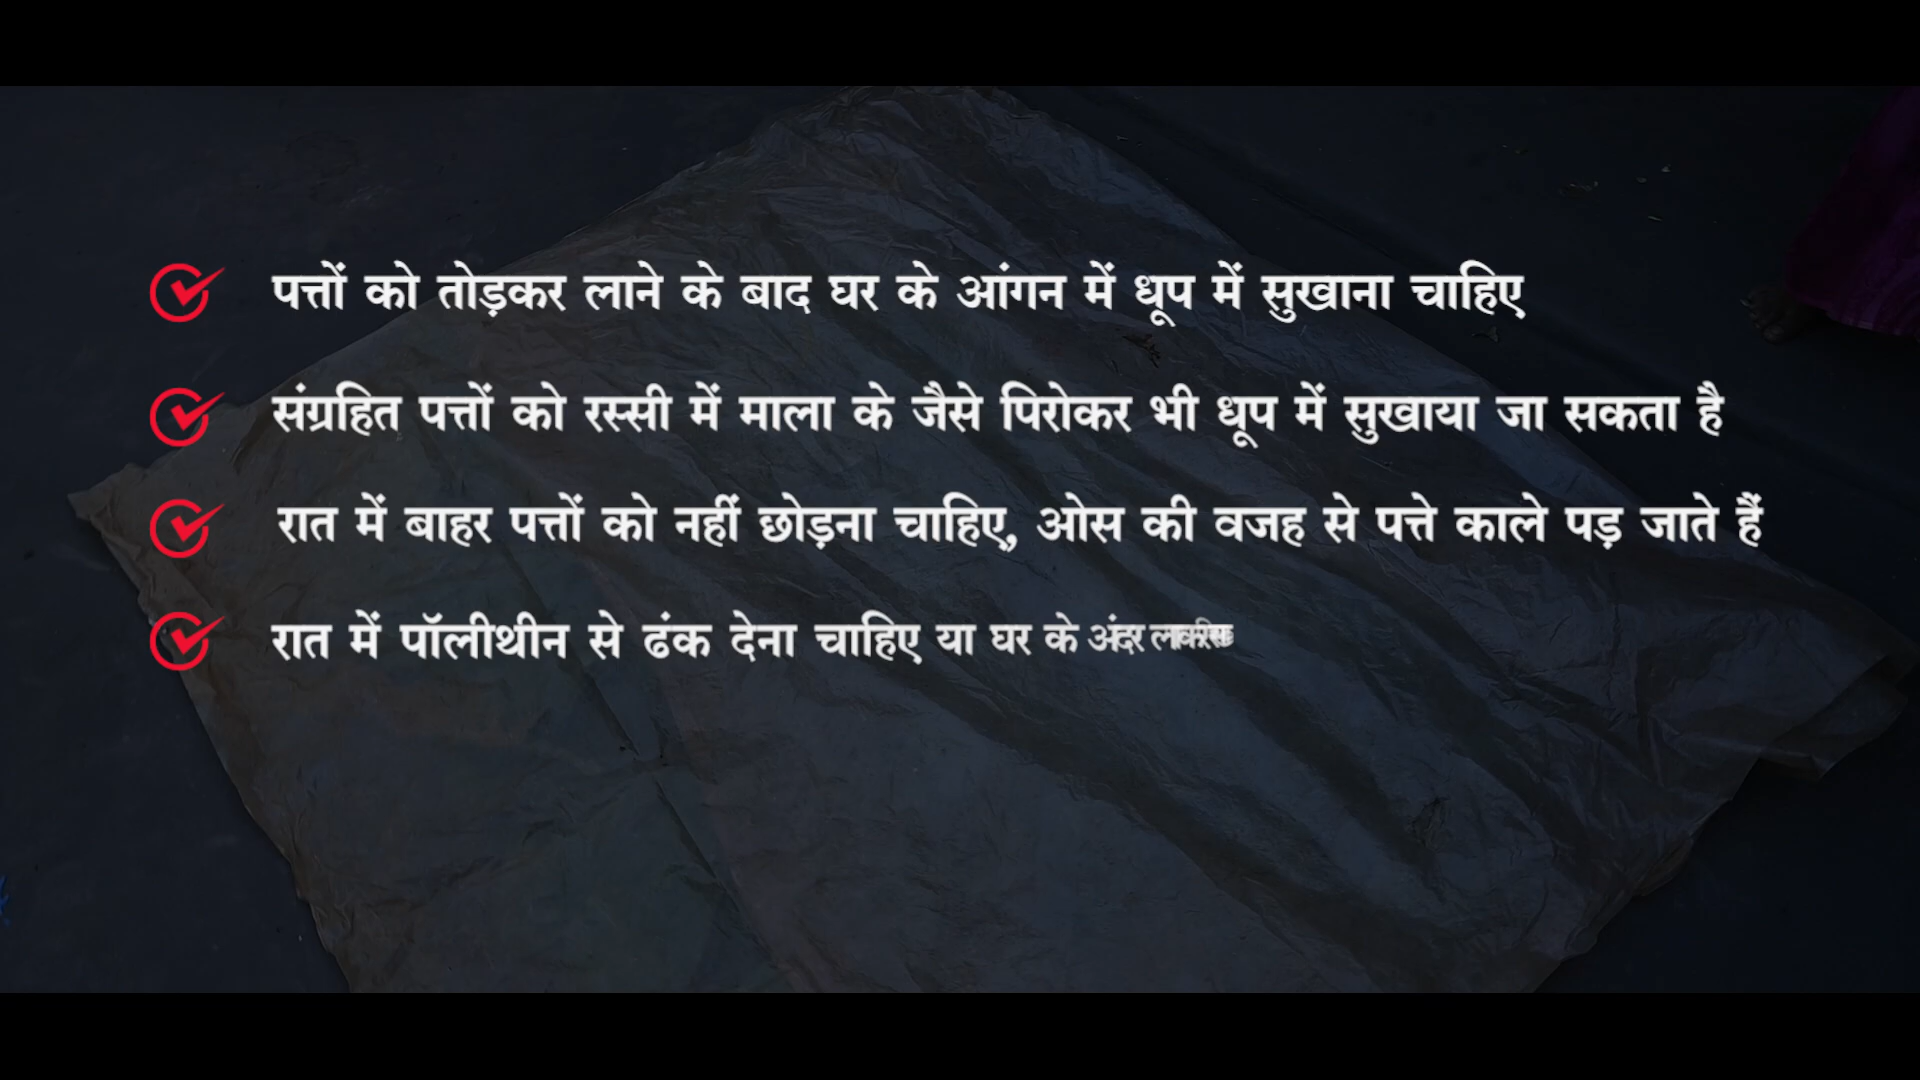 पत्तों को तोड़कर लाने के बाद घर के आंगन में धूप में सुखाना चाहिए
संग्रहित पत्तों को रस्सी में माला के जैसे पिरोकर भी धूप में सुखाया जा सकता है
रात में बाहर पत्तों को नहीं छोड़ना चाहिए, ओस की वजह से पत्ते काले पड़ जाते हैं
रात में पॉलीथीन से ढंक देना चाहिए या घर के अंदर